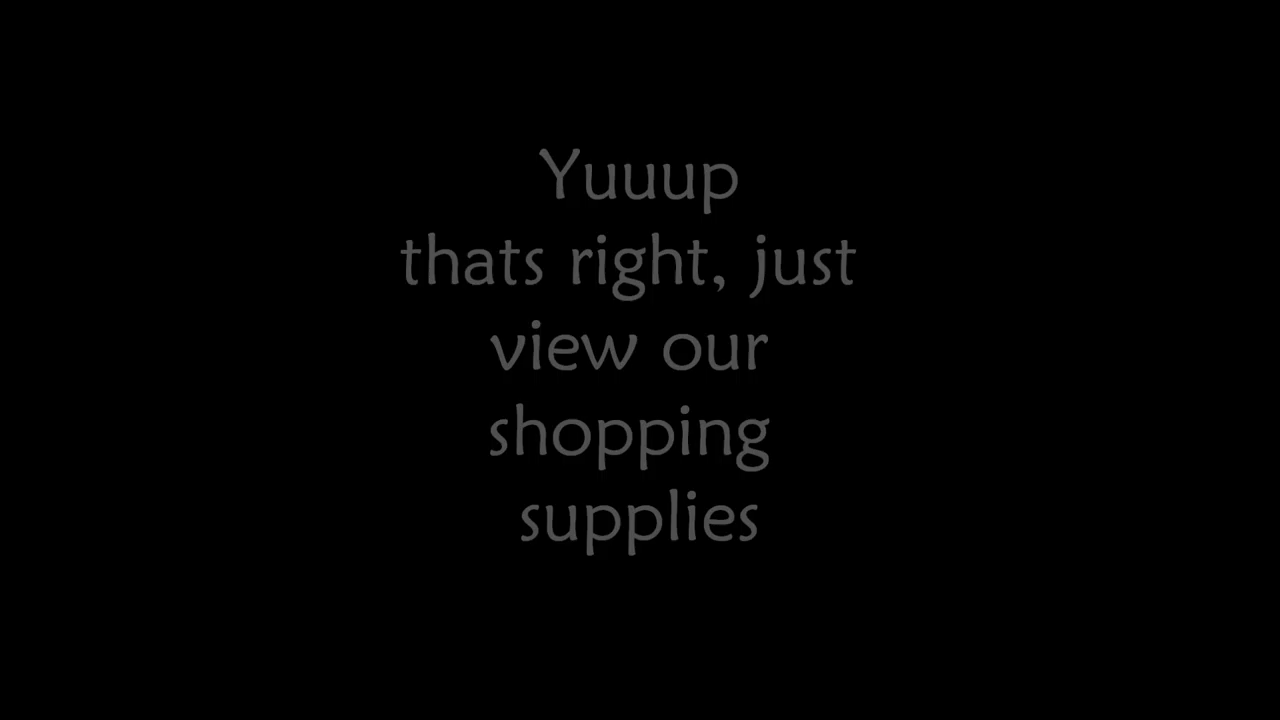 Yuuup
thats right, just
view our
shopping
supplies